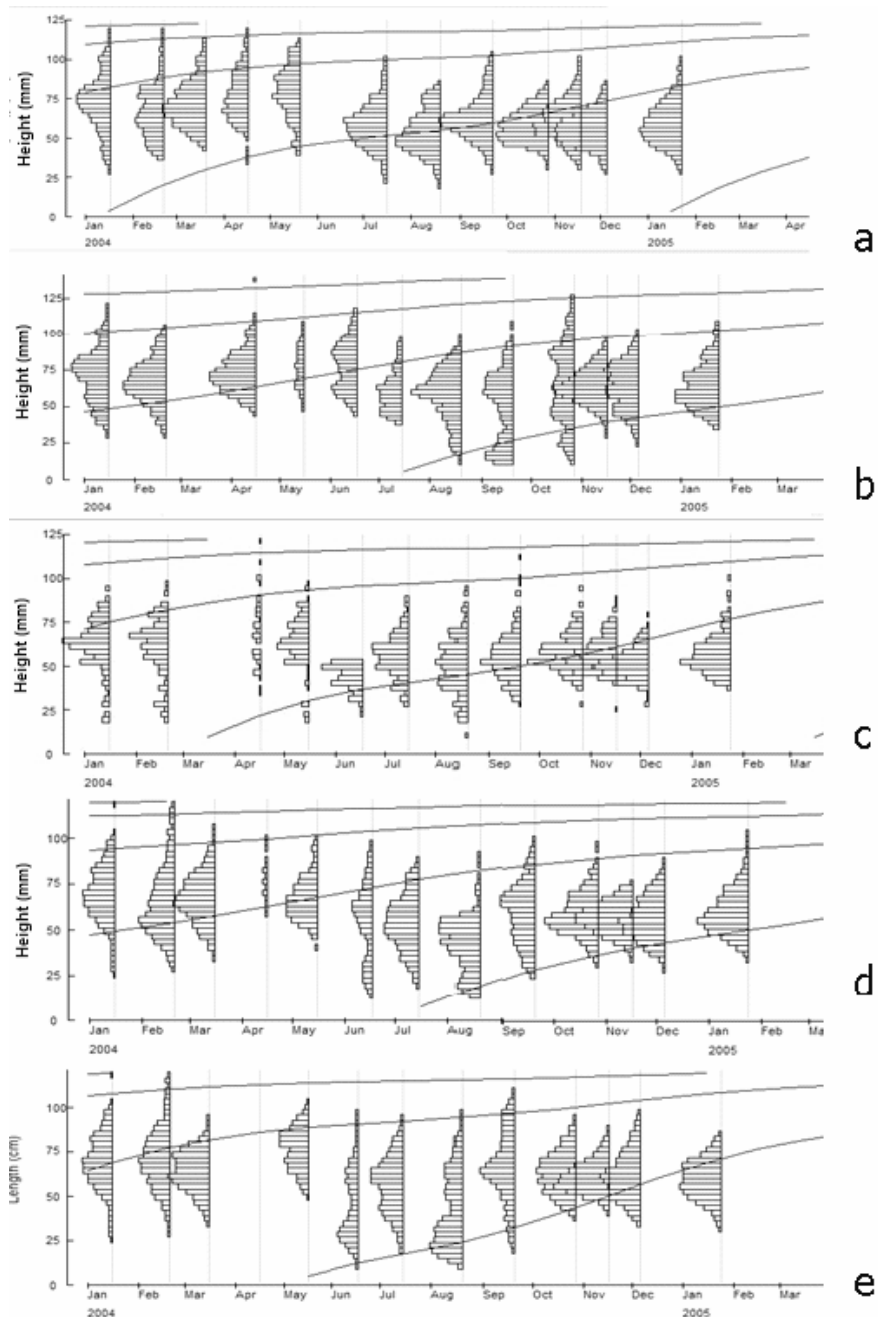 125
100
75
50
25
0
Height (mm)
Jan Feb Mar Apr May Jun Jul Aug Sep Oct Nov Dec Jan Feb Mar Apr
2004 2005
a
125
100
75
50
25
0
Height (mm)
Jan Feb Mar Apr May Jun Jul Aug Sep Oct Nov Dec Jan Feb Mar
2004 2005
b
125
100
75
50
25
0
Height (mm)
Jan Feb Mar Apr May Jun Jul Aug Sep Oct Nov Dec Jan Feb Mar
2004 2005
c
100
75
50
25
0
Height (mm)
Jan Feb Mar Apr May Jun Jul Aug Sep Oct Nov Dec Jan Feb Ma
2004 2005
d
100
75
50
25
0
Length (cm)
Jan Feb Mar Apr May Jun Jul Aug Sep Oct Nov Dec Jan Feb Mar
2004 2005
e